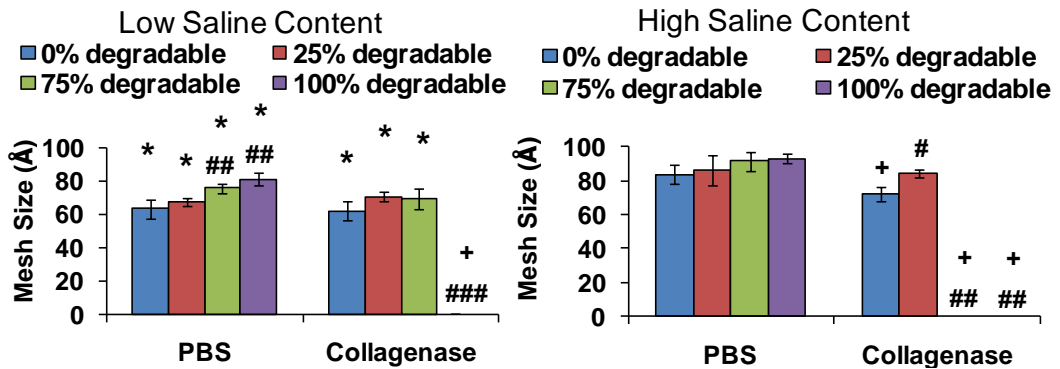 Low Saline Content
0% degradable 25% degradable
75% degradable 100% degradable
* * * *
## ##
* * *
+
###
Mesh Size (Å)
100
80
60
40
20
0
PBS Collagenase
High Saline Content
0% degradable 25% degradable
75% degradable 100% degradable
+ #
+ +
## ##
Mesh Size (Å)
100
80
60
40
20
0
PBS Collagenase